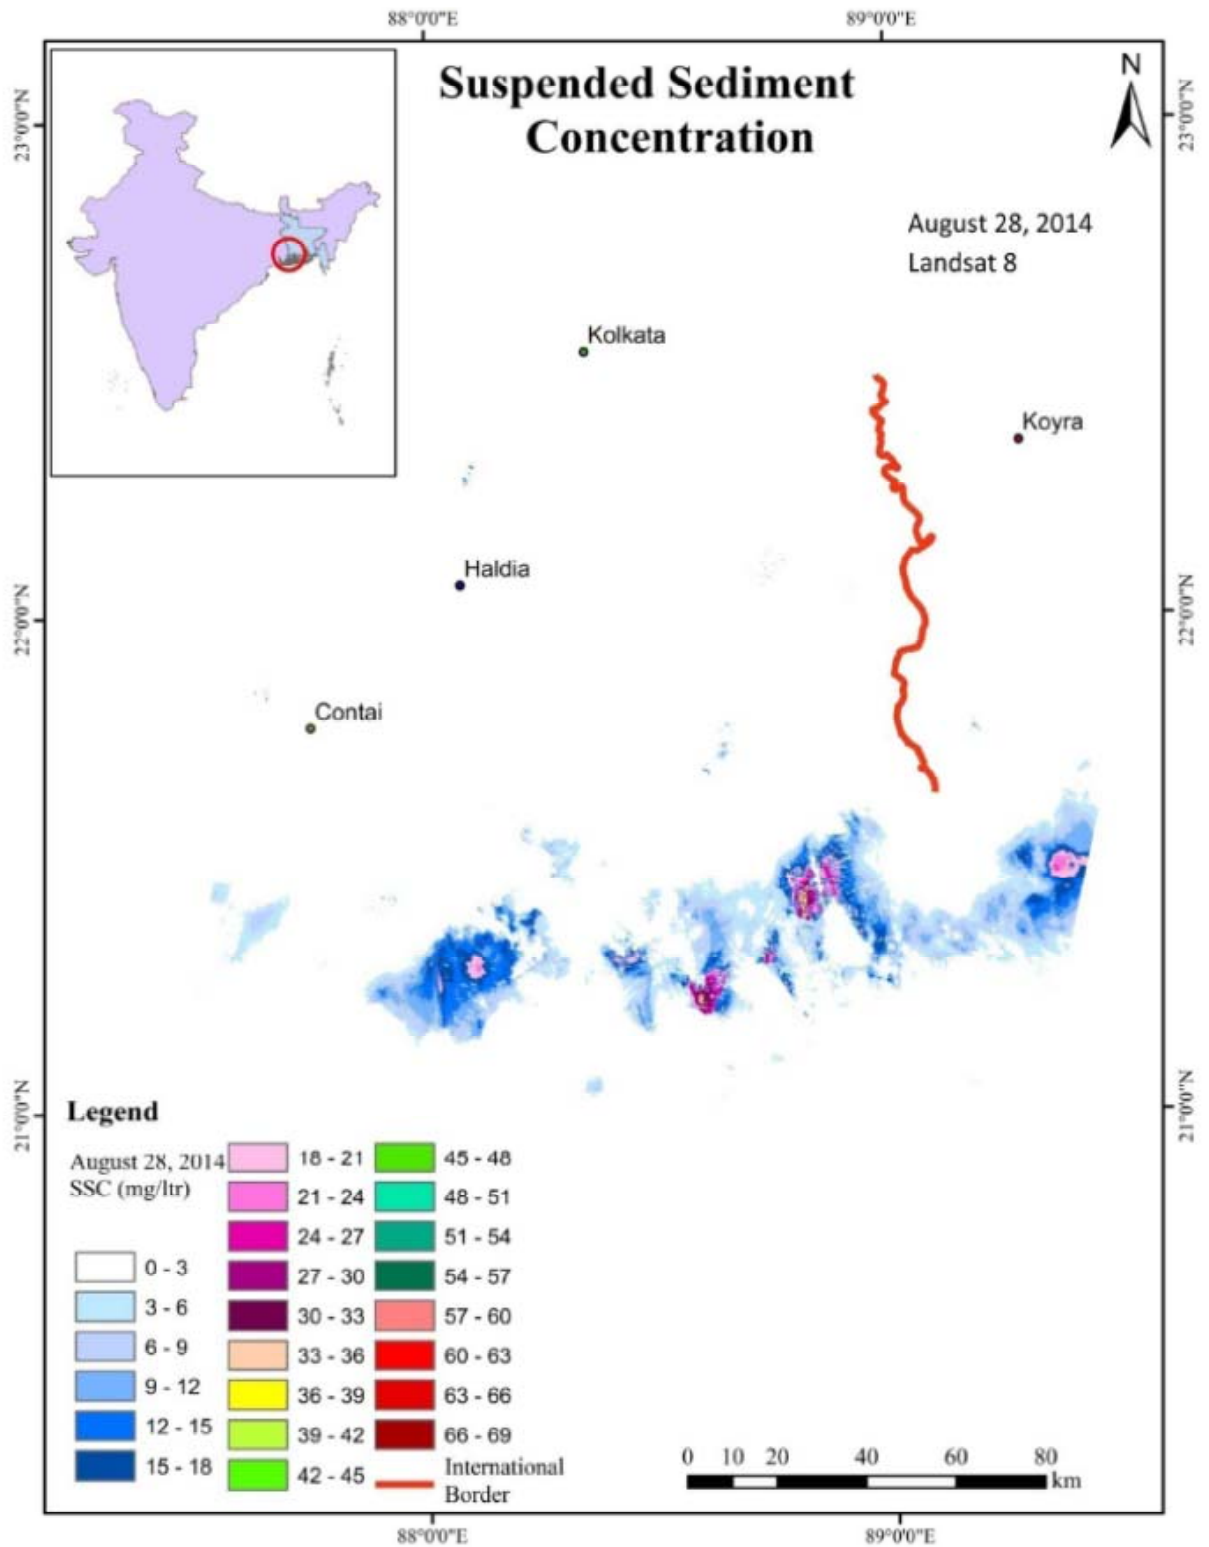 88°0'0"E
89°0'0"E
Suspended Sediment
Concentration
N
23°0'0"N
23°0'0"N
August 28, 2014
Landsat 8
Kolkata
Koyra
Haldia
22°0'0"N
22°0'0"N
Contai
21°0'0"N
21°0'0"N
Legend
August 28, 2014
SSC (mg/ltr)
0 - 3
3 - 6
6 - 9
9 - 12
12 - 15
15 - 18
18 - 21
21 - 24
24 - 27
27 - 30
30 - 33
33 - 36
36 - 39
39 - 42
42 - 45
45 - 48
48 - 51
51 - 54
54 - 57
57 - 60
60 - 63
63 - 66
66 - 69
International
Border
0 10 20 40 60 80
km
88°0'0"E
89°0'0"E